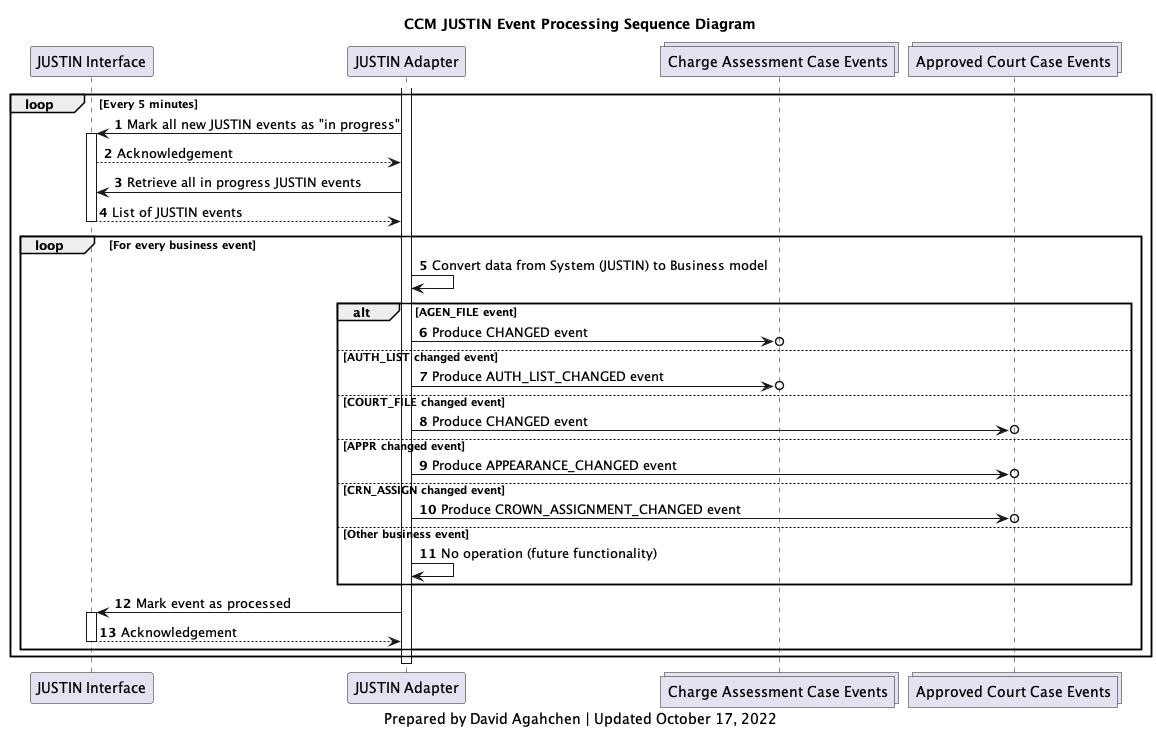 CCM JUSTIN Event Processing Sequence Diagram
JUSTIN Interface
JUSTIN Adapter
Charge Assessment Case Events
Approved Court Case Events
loop
[Every 5 minutes]
1 Mark all new JUSTIN events as "in progress"
2 Acknowledgement
3 Retrieve all in progress JUSTIN events
4 List of JUSTIN events
loop
[For every business event]
5 Convert data from System (JUSTIN) to Business model
alt
[AGEN_FILE event]
6 Produce CHANGED event
[AUTH_LIST changed event]
7 Produce AUTH_LIST_CHANGED event
[COURT_FILE changed event]
8 Produce CHANGED event
[APPR changed event]
9 Produce APPEARANCE_CHANGED event
[CRN_ASSIGN changed event]
10 Produce CROWN_ASSIGNMENT_CHANGED event
[Other business event]
11 No operation (future functionality)
12 Mark event as processed
13 Acknowledgement
JUSTIN Interface
JUSTIN Adapter
Charge Assessment Case Events
Approved Court Case Events
Prepared by David Agahchen | Updated October 17, 2022